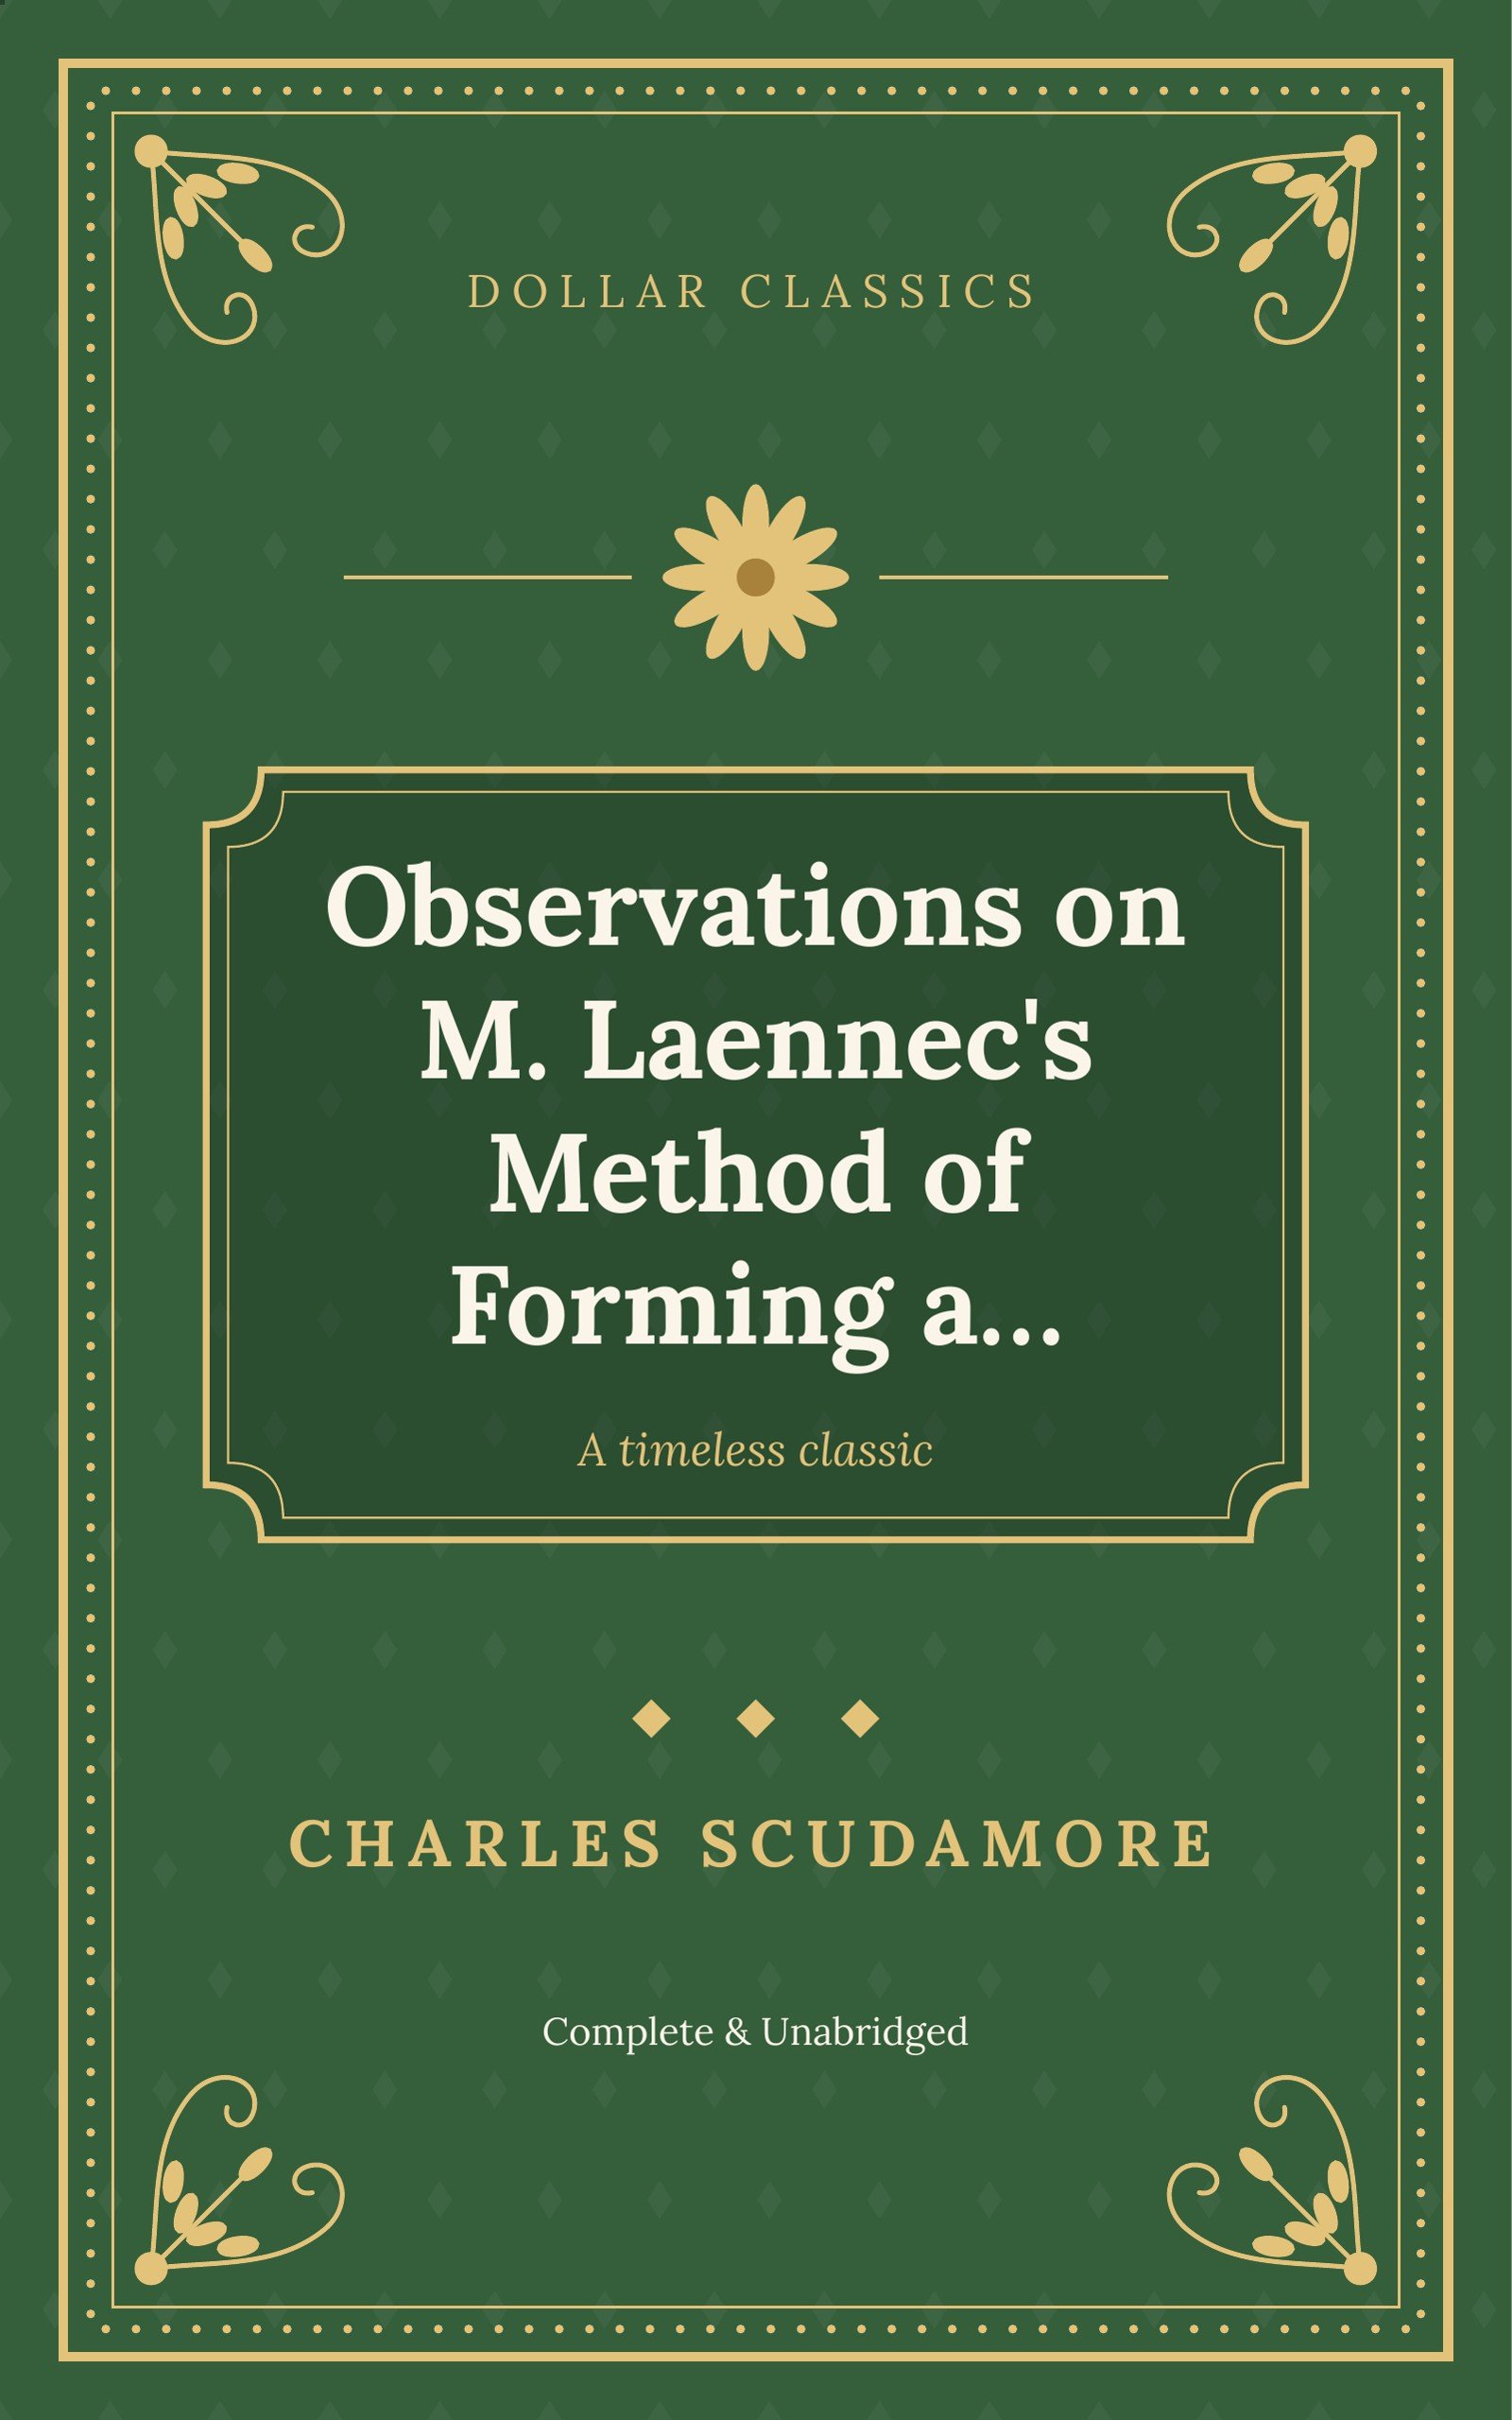 DOLLAR CLASSICS
Observations on
M. Laennec's
Method of
Forming a...
A timeless classic
CHARLES SCUDAMORE
Complete & Unabridged